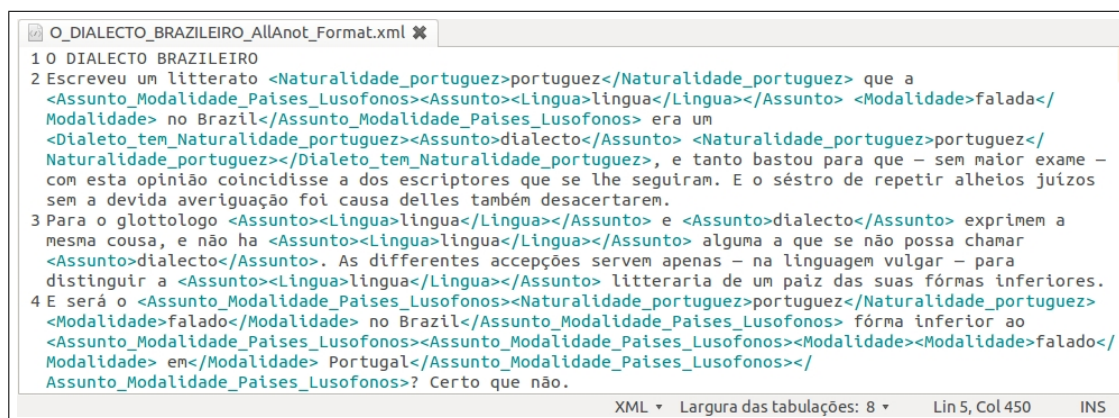 O_DIALECTO_BRAZILEIRO_AllAnot_Format.xml ✖
1 O DIALECTO BRAZILEIRO
2 Escreveu um litterato <Naturalidade_portuguez>portuguez</Naturalidade_portuguez> que a
<Assunto_Modalidade_Paises_Lusofonos><Assunto><Lingua>lingua</Lingua></Assunto> <Modalidade>falada</
Modalidade> no Brazil</Assunto_Modalidade_Paises_Lusofonos> era um
<Dialeto_tem_Naturalidade_portuguez><Assunto>dialecto</Assunto> <Naturalidade_portuguez>portuguez</
Naturalidade_portuguez></Dialeto_tem_Naturalidade_portuguez>, e tanto bastou para que — sem maior exame —
com esta opinião coincidisse a dos escriptores que se lhe seguiram. E o séstro de repetir alheios juízos
sem a devida averiguação foi causa delles também desacertarem.
3 Para o glottologo <Assunto><Lingua>lingua</Lingua></Assunto> e <Assunto>dialecto</Assunto> exprimem a
mesma cousa, e não ha <Assunto><Lingua>lingua</Lingua></Assunto> alguma a que se não possa chamar
<Assunto>dialecto</Assunto>. As differentes accepções servem apenas — na linguagem vulgar — para
distinguir a <Assunto><Lingua>lingua</Lingua></Assunto> litteraria de um paiz das suas fórmas inferiores.
4 E será o <Assunto_Modalidade_Paises_Lusofonos><Naturalidade_portuguez>portuguez</Naturalidade_portuguez>
<Modalidade>falado</Modalidade> no Brazil</Assunto_Modalidade_Paises_Lusofonos> fórma inferior ao
<Assunto_Modalidade_Paises_Lusofonos><Assunto_Modalidade_Paises_Lusofonos><Modalidade><Modalidade>falado</
Modalidade> em</Modalidade> Portugal</Assunto_Modalidade_Paises_Lusofonos></
Assunto_Modalidade_Paises_Lusofonos>? Certo que não.
XML ▾ Largura das tabulações: 8 ▾ Lin 5, Col 450 INS